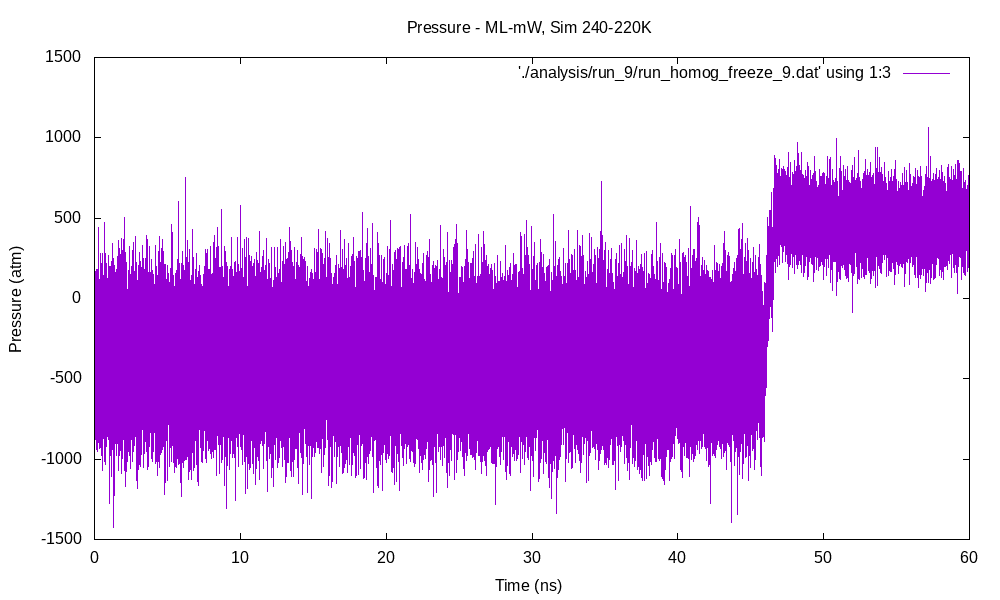 Pressure - ML-mW, Sim 240-220K
'./analysis/run_9/run_homog_freeze_9.dat' using 1:3
1500
1000
500
0
-500
-1000
-1500
Pressure (atm)
0 10 20 30 40 50 60
Time (ns)